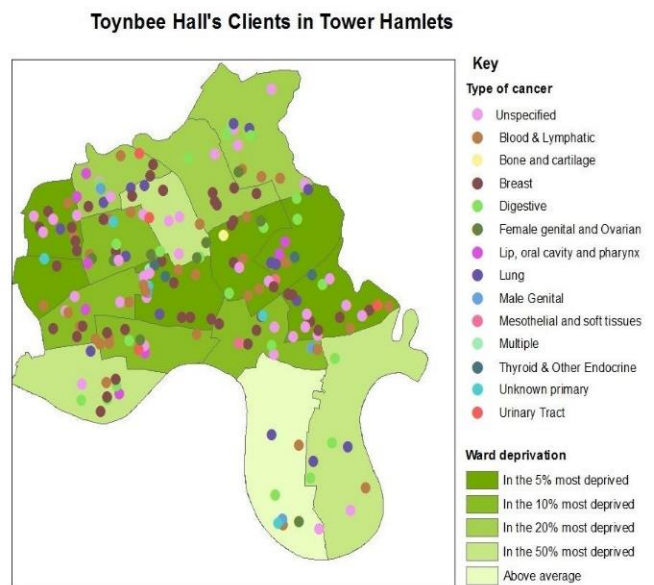 Toynbee Hall's Clients in Tower Hamlets
Key
Type of cancer
Unspecified
Blood & Lymphatic
Bone and cartilage
Breast
Digestive
Female genital and Ovarian
Lip, oral cavity and pharynx
Lung
Male Genital
Mesothelial and soft tissues
Multiple
Thyroid & Other Endocrine
Unknown primary
Urinary Tract
Ward deprivation
In the 5% most deprived
In the 10% most deprived
In the 20% most deprived
In the 50% most deprived
Above average